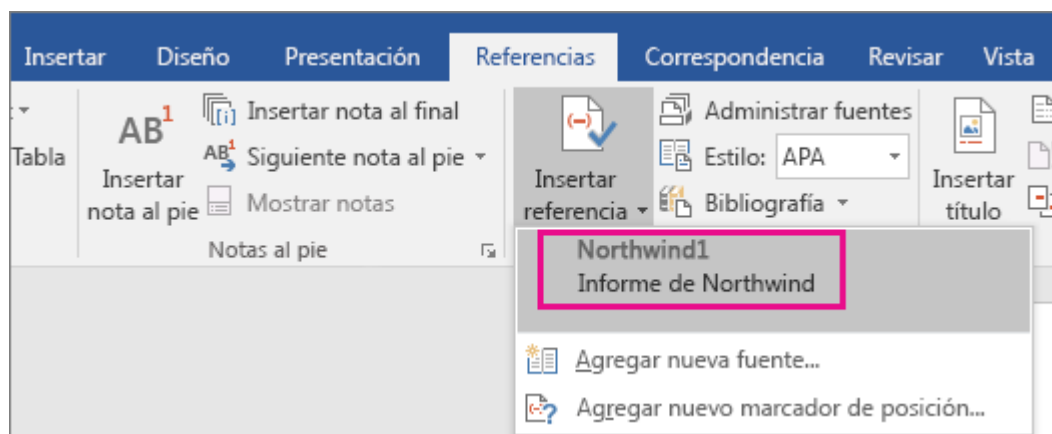 Insertar Diseño Presentación Referencias Correspondencia Revisar Vista
Tabla
AB1
Insertar
nota al pie
[i] Insertar nota al final
AB1 Siguiente nota al pie
Mostrar notas
Notas al pie
(-)
Insertar
referencia
Administrar fuentes
Estilo: APA
Bibliografía
Insertar
título
Northwind1
Informe de Northwind
Agregar nueva fuente...
(-)? Agregar nuevo marcador de posición...